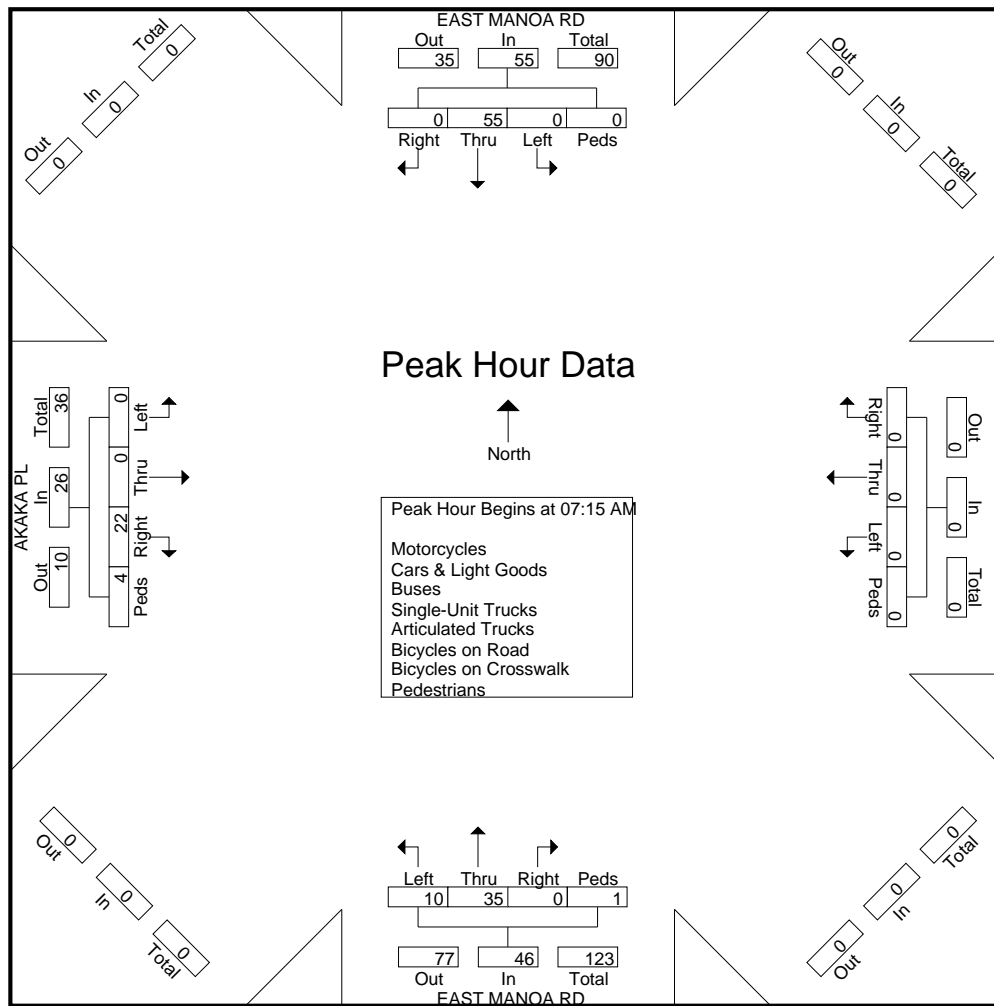 EAST MANOA RD
Out In Total
35 55 90
0 55 0 0
Right Thru Left Peds
Total
0
In
0
Out
0
Out
0
In
0
Total
0
Peak Hour Data
North
Peak Hour Begins at 07:15 AM
Motorcycles
Cars & Light Goods
Buses
Single-Unit Trucks
Articulated Trucks
Bicycles on Road
Bicycles on Crosswalk
Pedestrians
AKAKA PL
Out In Total
10 26 36
4 22 0 0
Peds Right Thru Left
Out In Total
0 0 0
0 0 0 0
Right Thru Left Peds
0
Out
0
In
0
Total
0
Total
0
In
0
Out
Left Thru Right Peds
10 35 0 1
77 46 123
Out In Total
EAST MANOA RD